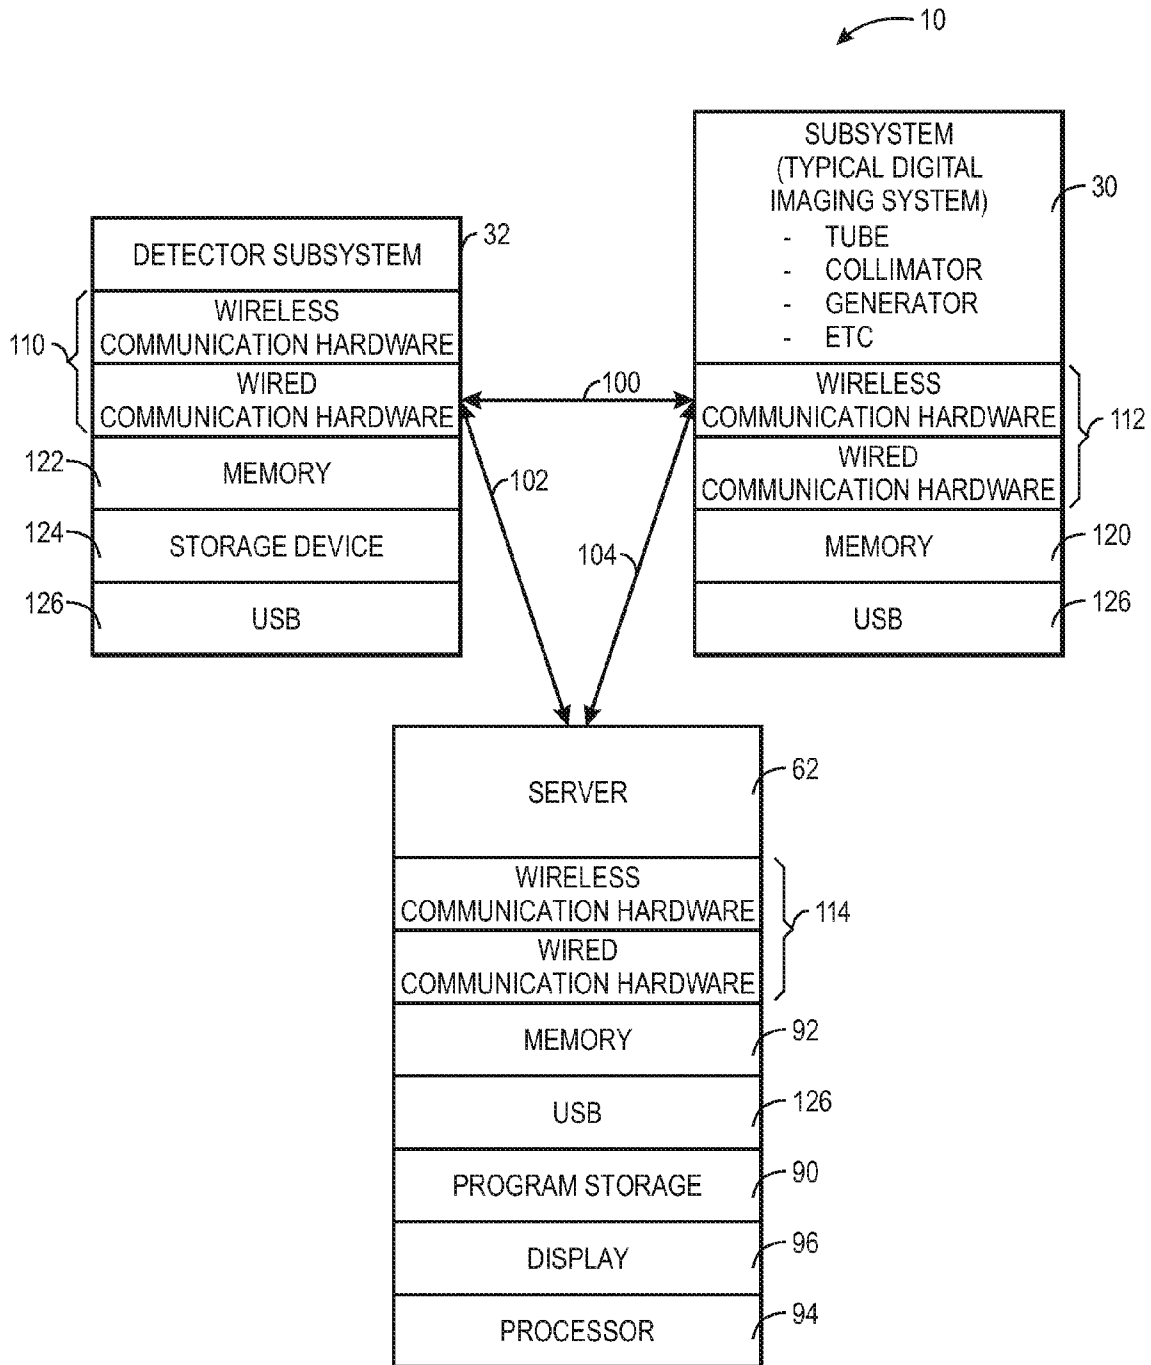 10
SUBSYSTEM
(TYPICAL DIGITAL
IMAGING SYSTEM)
- TUBE
- COLLIMATOR
- GENERATOR
- ETC
30
WIRELESS
COMMUNICATION HARDWARE
WIRED
COMMUNICATION HARDWARE
112
MEMORY
120
USB
126
DETECTOR SUBSYSTEM
32
WIRELESS
COMMUNICATION HARDWARE
110
WIRED
COMMUNICATION HARDWARE
122
MEMORY
124
STORAGE DEVICE
126
USB
100
102
104
SERVER
62
WIRELESS
COMMUNICATION HARDWARE
114
WIRED
COMMUNICATION HARDWARE
MEMORY
92
USB
126
PROGRAM STORAGE
90
DISPLAY
96
PROCESSOR
94